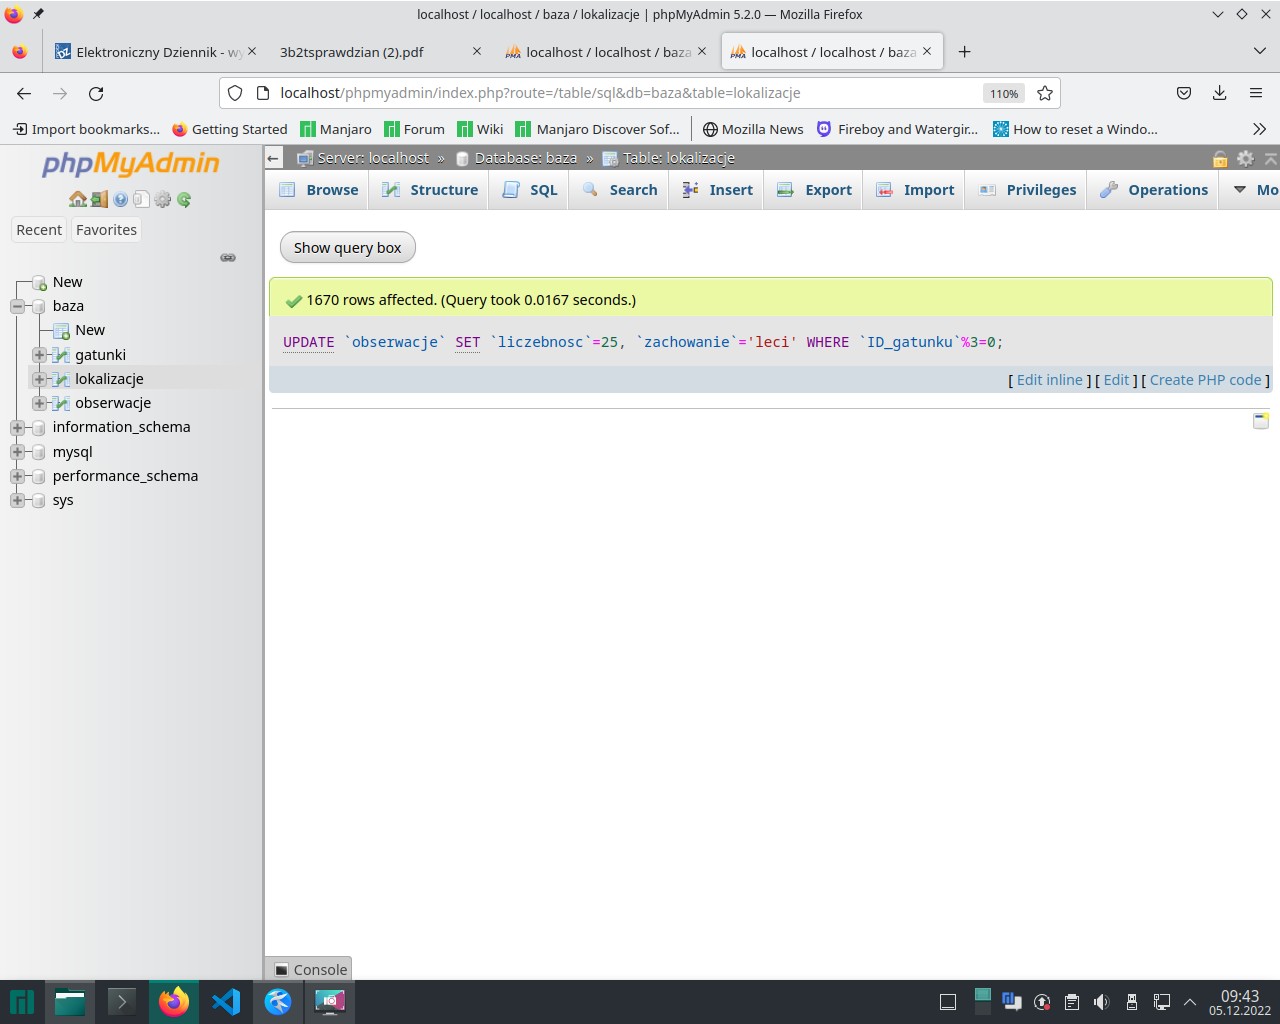 localhost / localhost / baza / lokalizacje | phpMyAdmin 5.2.0 — Mozilla Firefox
Elektroniczny Dziennik - wy
3b2tsprawdzian (2).pdf
localhost / localhost / baza
localhost / localhost / baza
localhost/phpmyadmin/index.php?route=/table/sql&db=baza&table=lokalizacje
110%
Import bookmarks...
Getting Started
Manjaro
Forum
Wiki
Manjaro Discover Sof...
Mozilla News
Fireboy and Watergir...
How to reset a Windo...
phpMyAdmin
Recent
Favorites
New
baza
New
gatunki
lokalizacje
obserwacje
information_schema
mysql
performance_schema
sys
Server: localhost » Database: baza » Table: lokalizacje
Browse
Structure
SQL
Search
Insert
Export
Import
Privileges
Operations
Mo
Show query box
1670 rows affected. (Query took 0.0167 seconds.)
UPDATE `obserwacje` SET `liczebnosc`=25, `zachowanie`='leci' WHERE `ID_gatunku`%3=0;
[ Edit inline ] [ Edit ] [ Create PHP code ]
Console
09:43
05.12.2022